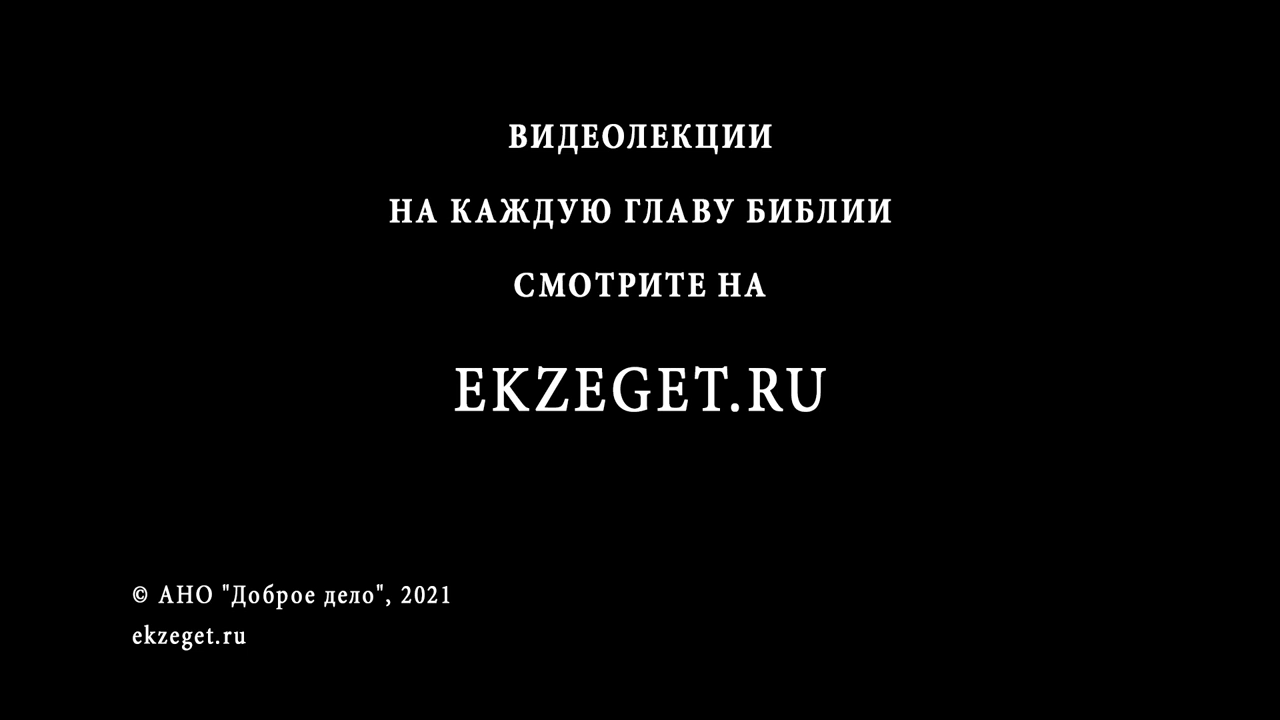 ВИДЕОЛЕКЦИИ
НА КАЖДУЮ ГЛАВУ БИБЛИИ
СМОТРИТЕ НА
EKZEGET.RU
© АНО "Доброе дело", 2021
ekzeget.ru